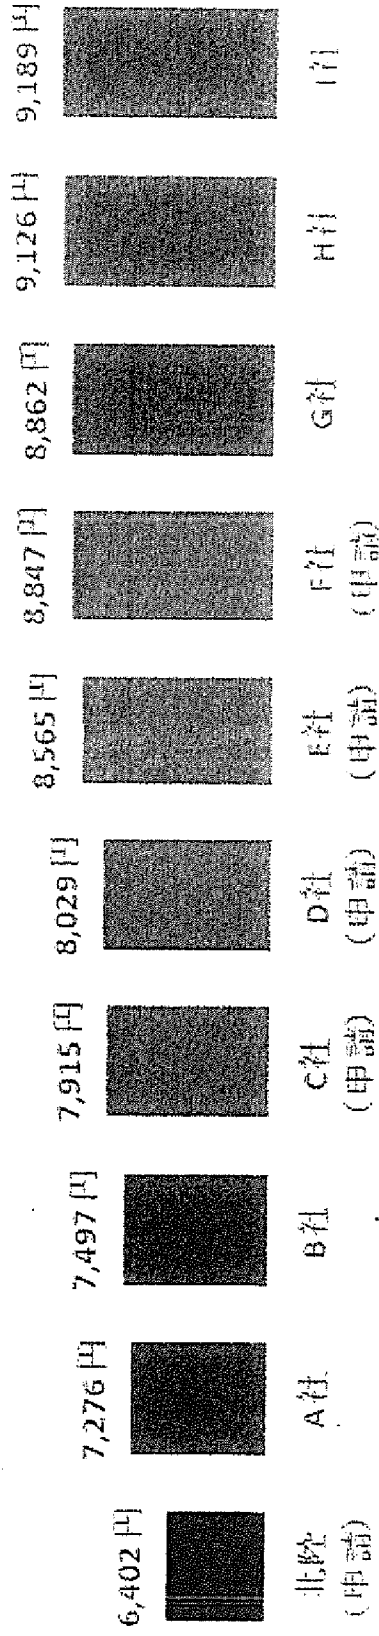 6,402円
北陸
(申請)
7,276円
A社
7,497円
B社
7,915円
C社
(申請)
8,029円
D社
(申請)
8,565円
E社
(申請)
8,847円
F社
(申請)
8,862円
G社
9,126円
H社
9,189円
I社